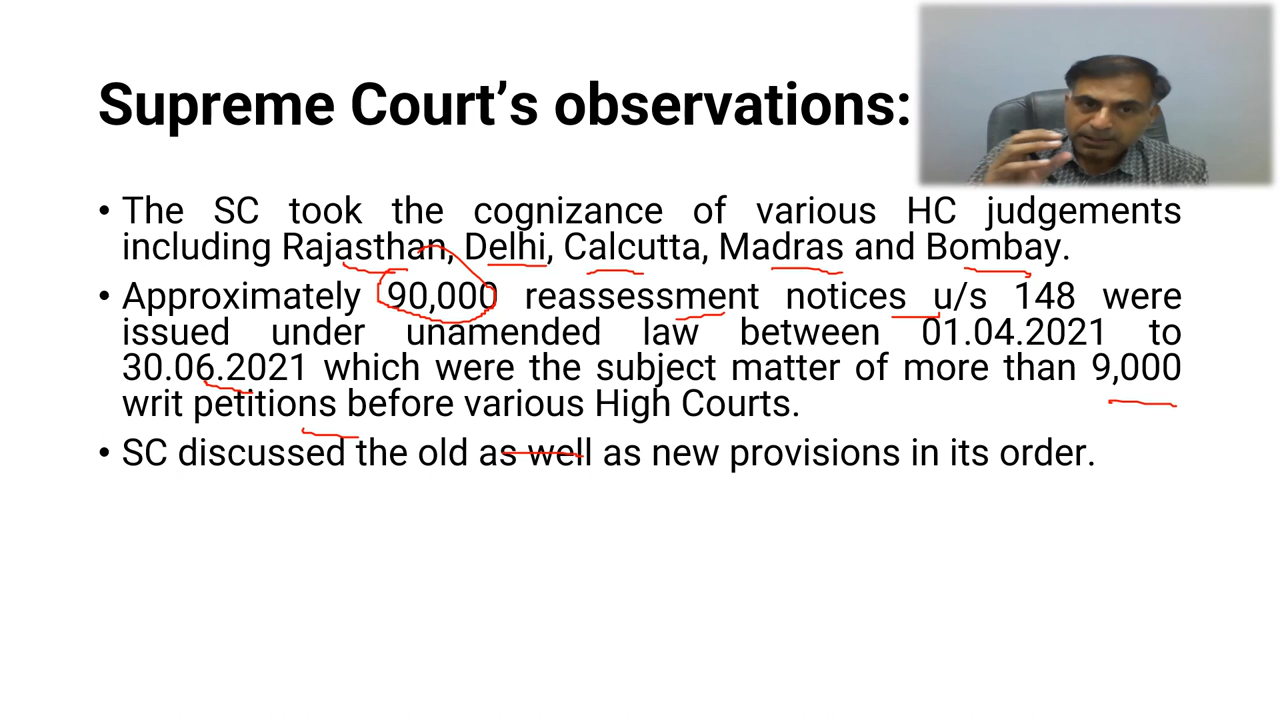 Supreme Court’s observations:
• The SC took the cognizance of various HC judgements
including Rajasthan, Delhi, Calcutta, Madras and Bombay.
• Approximately 90,000 reassessment notices u/s 148 were
issued under unamended law between 01.04.2021 to
30.06.2021 which were the subject matter of more than 9,000
writ petitions before various High Courts.
• SC discussed the old as well as new provisions in its order.